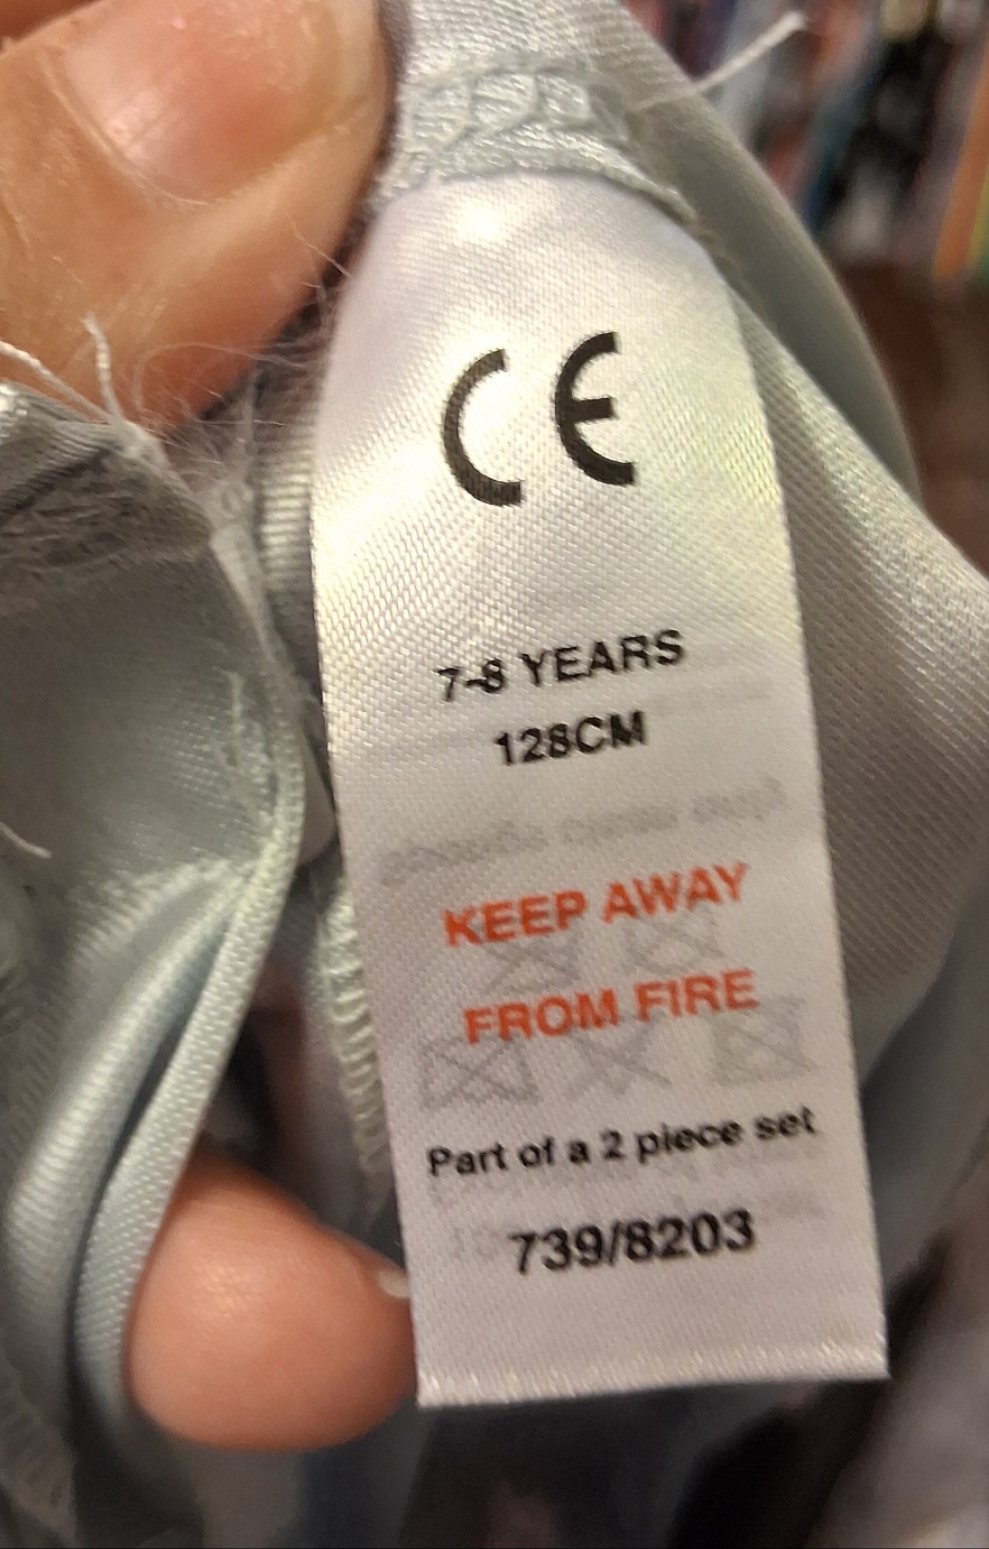 CE
7-8 YEARS
128CM
KEEP AWAY
FROM FIRE
Part of a 2 piece set
739/8203